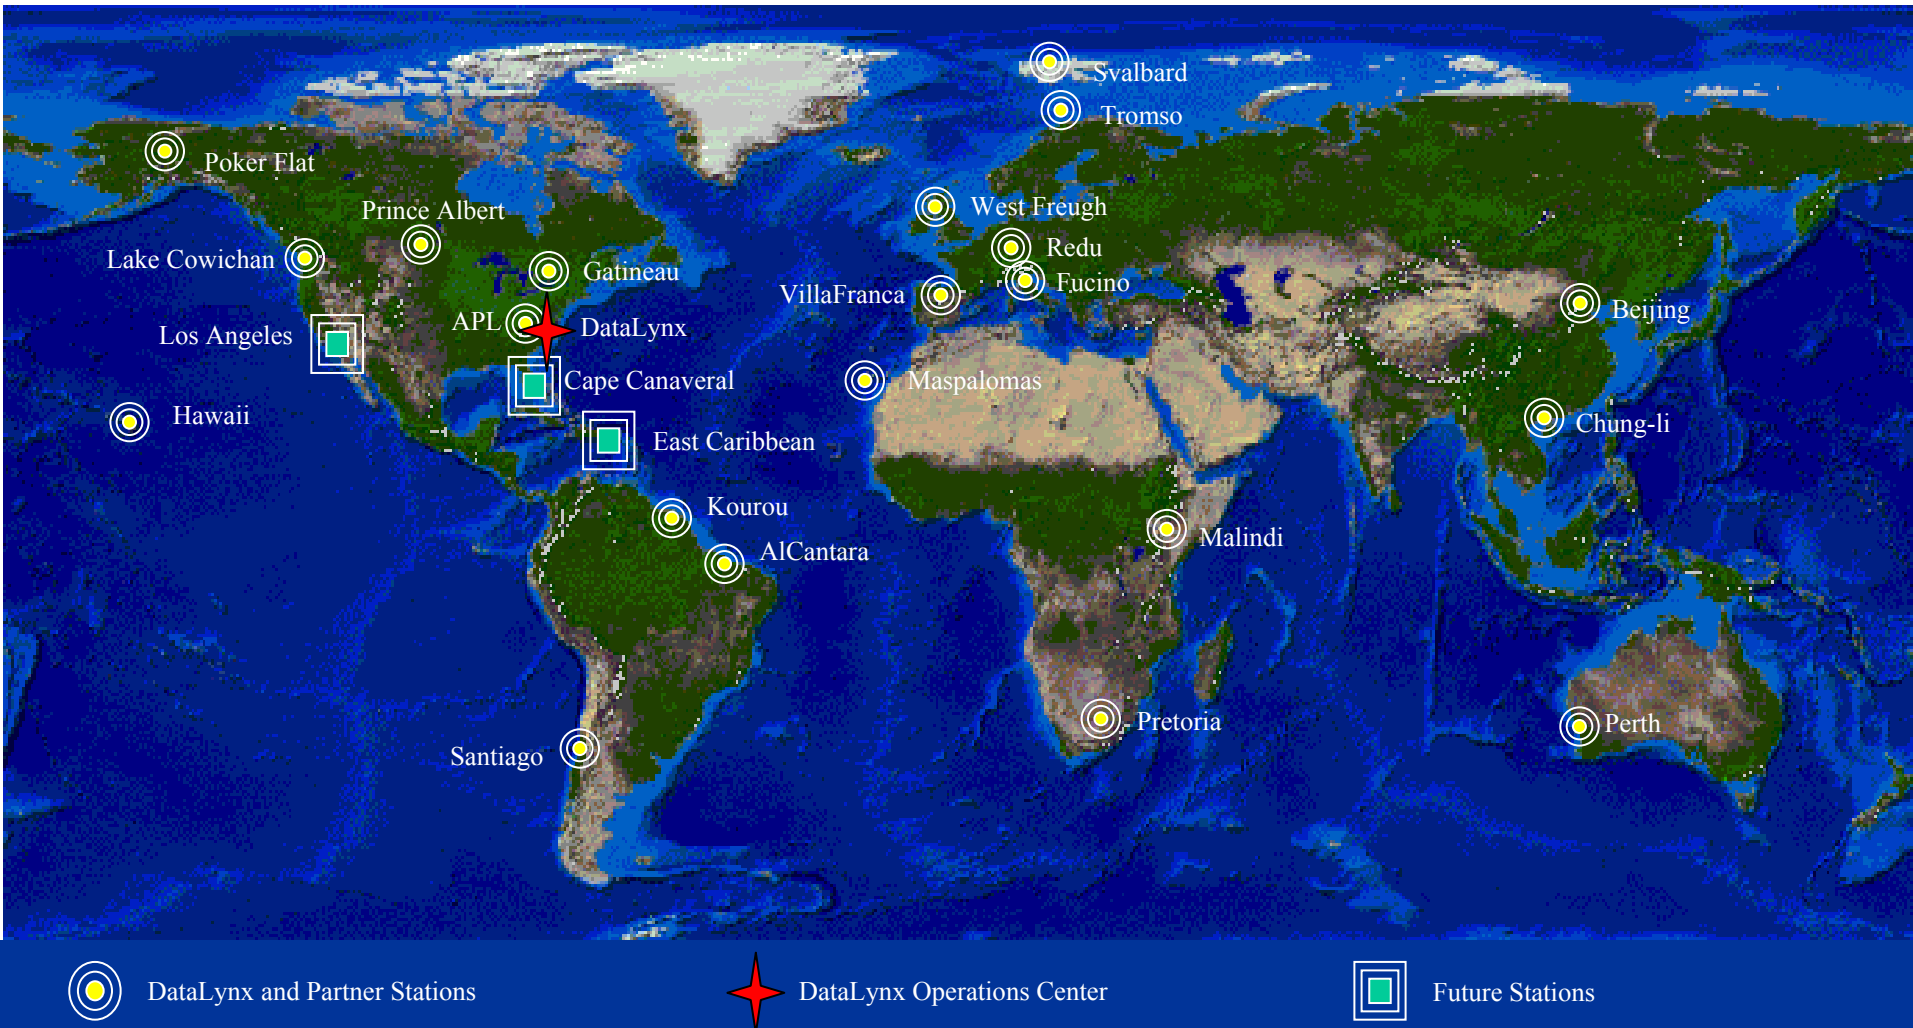 Svalbard
Tromso
Poker Flat
Prince Albert
West Freugh
Lake Cowichan
Redu
Gatineau
Fucino
VillaFranca
Beijing
APL
DataLynx
Los Angeles
Cape Canaveral
Maspalomas
Hawaii
Chung-li
East Caribbean
Kourou
Malindi
AlCantara
Pretoria
Perth
Santiago
DataLynx and Partner Stations
DataLynx Operations Center
Future Stations